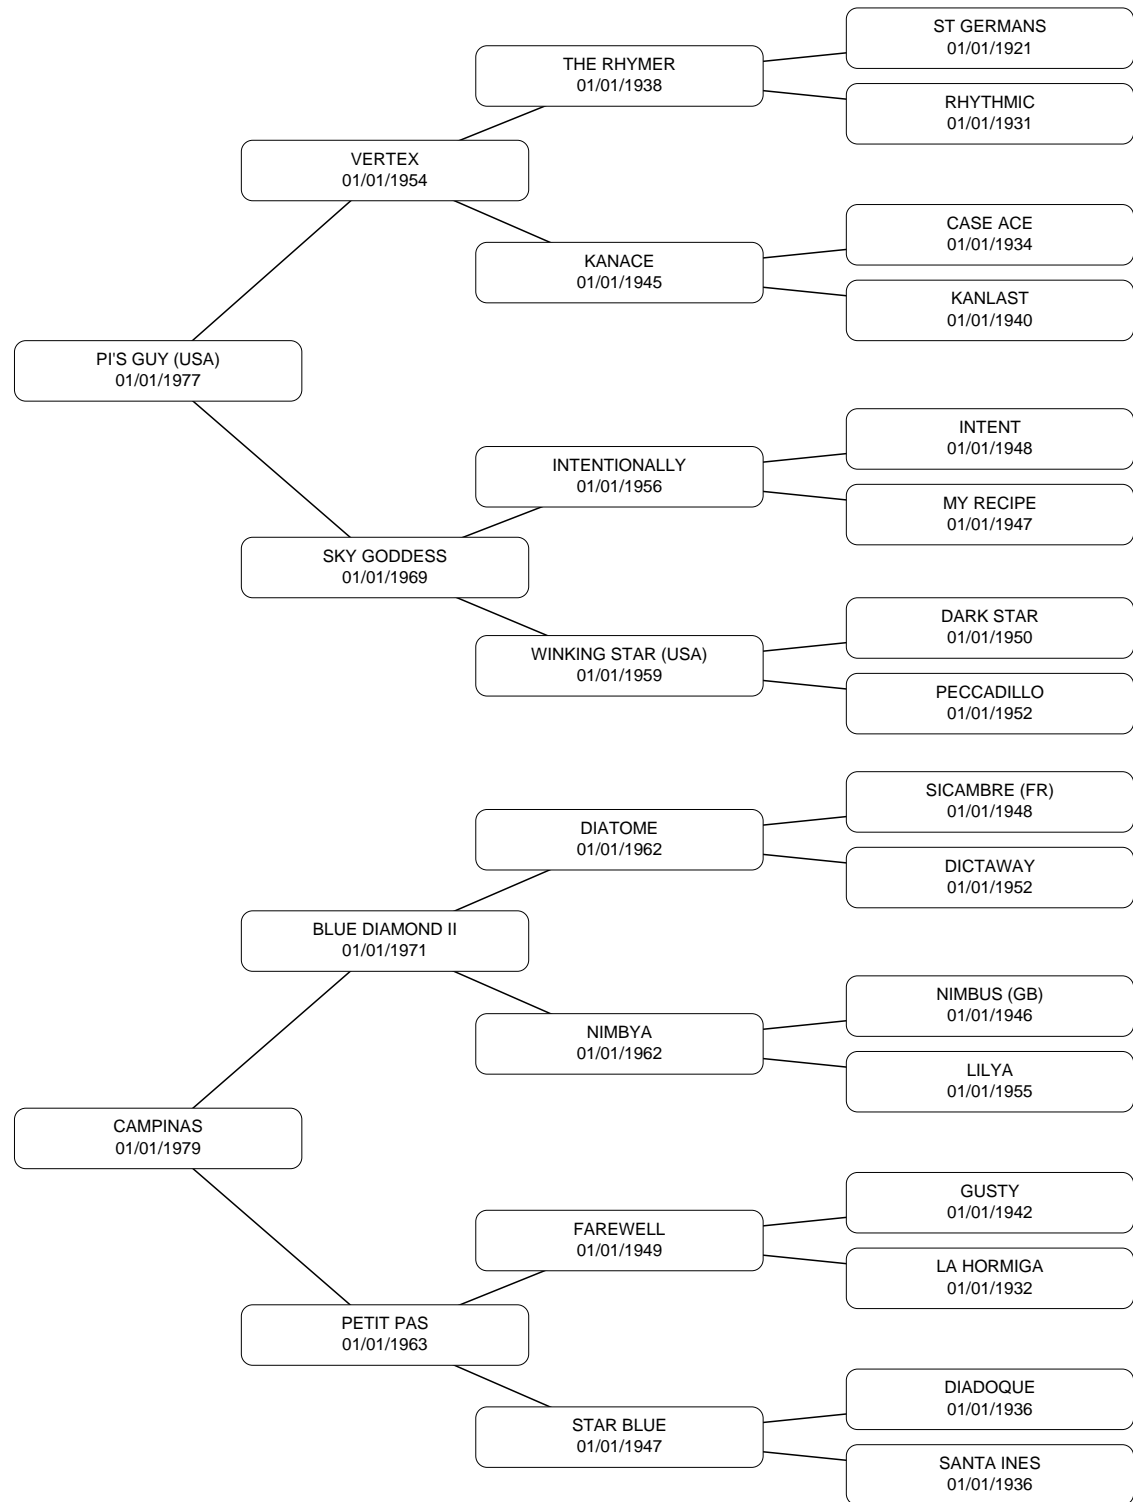 ST GERMANS
01/01/1921
THE RHYMER
01/01/1938
RHYTHMIC
01/01/1931
VERTEX
01/01/1954
CASE ACE
01/01/1934
KANACE
01/01/1945
KANLAST
01/01/1940
PI'S GUY (USA)
01/01/1977
INTENT
01/01/1948
INTENTIONALLY
01/01/1956
MY RECIPE
01/01/1947
SKY GODDESS
01/01/1969
DARK STAR
01/01/1950
WINKING STAR (USA)
01/01/1959
PECCADILLO
01/01/1952
SICAMBRE (FR)
01/01/1948
DIATOME
01/01/1962
DICTAWAY
01/01/1952
BLUE DIAMOND II
01/01/1971
NIMBUS (GB)
01/01/1946
NIMBYA
01/01/1962
LILYA
01/01/1955
CAMPINAS
01/01/1979
GUSTY
01/01/1942
FAREWELL
01/01/1949
LA HORMIGA
01/01/1932
PETIT PAS
01/01/1963
DIADOQUE
01/01/1936
STAR BLUE
01/01/1947
SANTA INES
01/01/1936